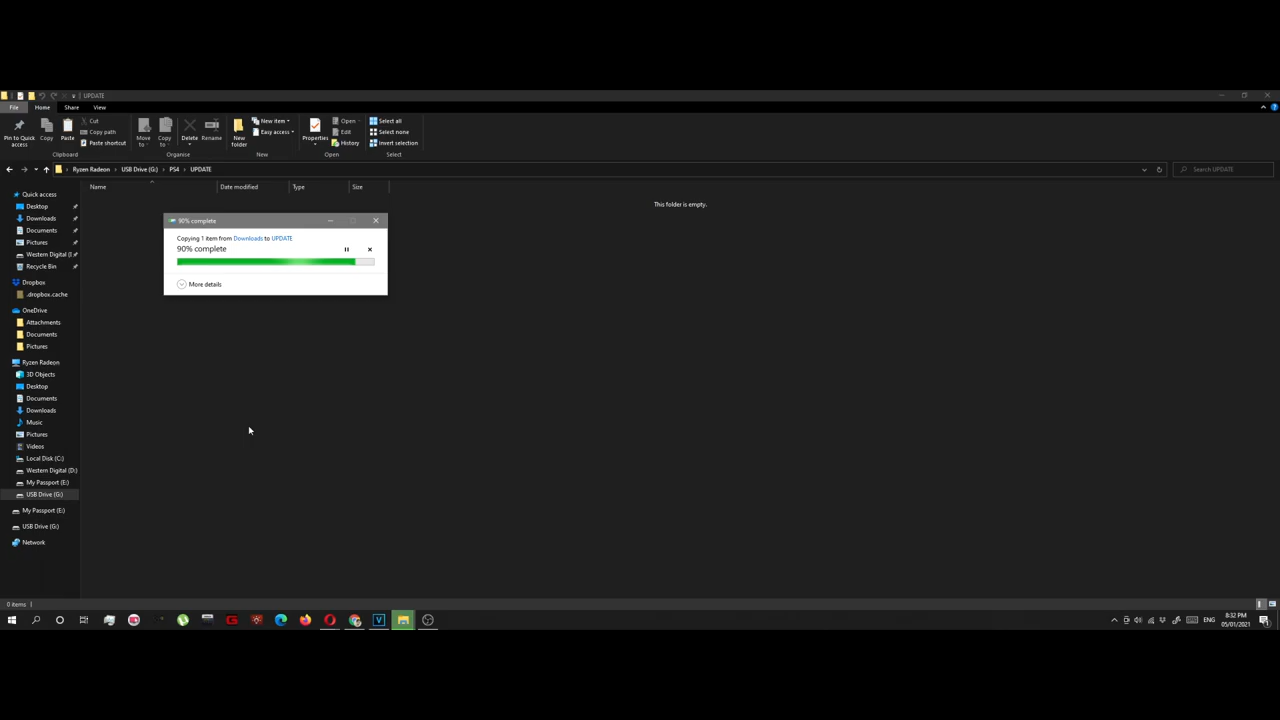 UPDATE
File Home Share View
Pin to Quick access
Copy
Paste
Cut
Copy path
Paste shortcut
Clipboard
Move to
Copy to
Delete
Rename
Organise
New folder
New item
Easy access
New
Properties
Open
Edit
History
Open
Select all
Select none
Invert selection
Select
Ryzen Radeon > USB Drive (G:) > PS4 > UPDATE
Search UPDATE
Name Date modified Type Size
This folder is empty.
90% complete
Copying 1 item from Downloads to UPDATE
90% complete
More details
Quick access
Desktop
Downloads
Documents
Pictures
Western Digital (
Recycle Bin
Dropbox
.dropbox.cache
OneDrive
Attachments
Documents
Pictures
Ryzen Radeon
3D Objects
Desktop
Documents
Downloads
Music
Pictures
Videos
Local Disk (C:)
Western Digital (D:)
My Passport (E:)
USB Drive (G:)
My Passport (E:)
USB Drive (G:)
Network
0 items
ENG
8:32 PM
05/01/2021